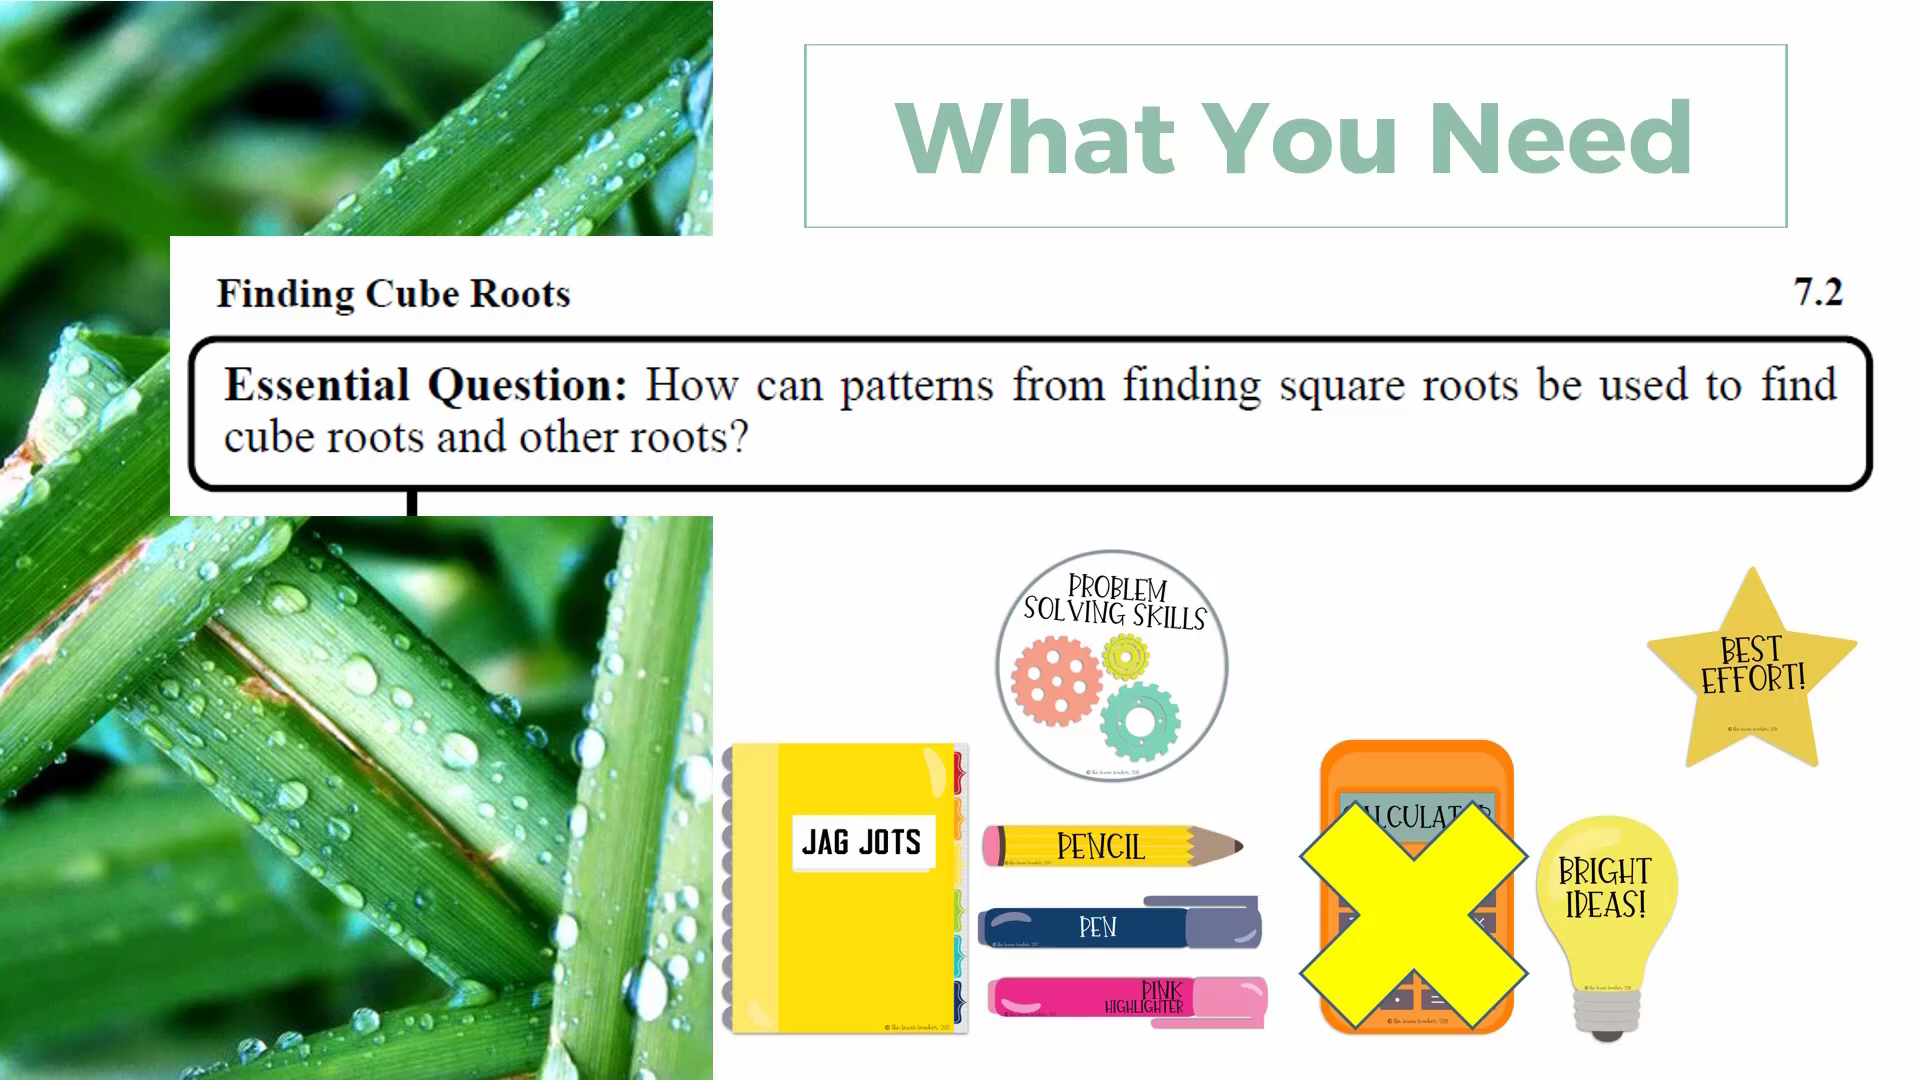 What You Need
Finding Cube Roots 7.2
Essential Question: How can patterns from finding square roots be used to find
cube roots and other roots?
PROBLEM
SOLVING SKILLS
BEST
EFFORT!
JAG JOTS
PENCIL
PEN
PINK
HIGHLIGHTER
BRIGHT
IDEAS!